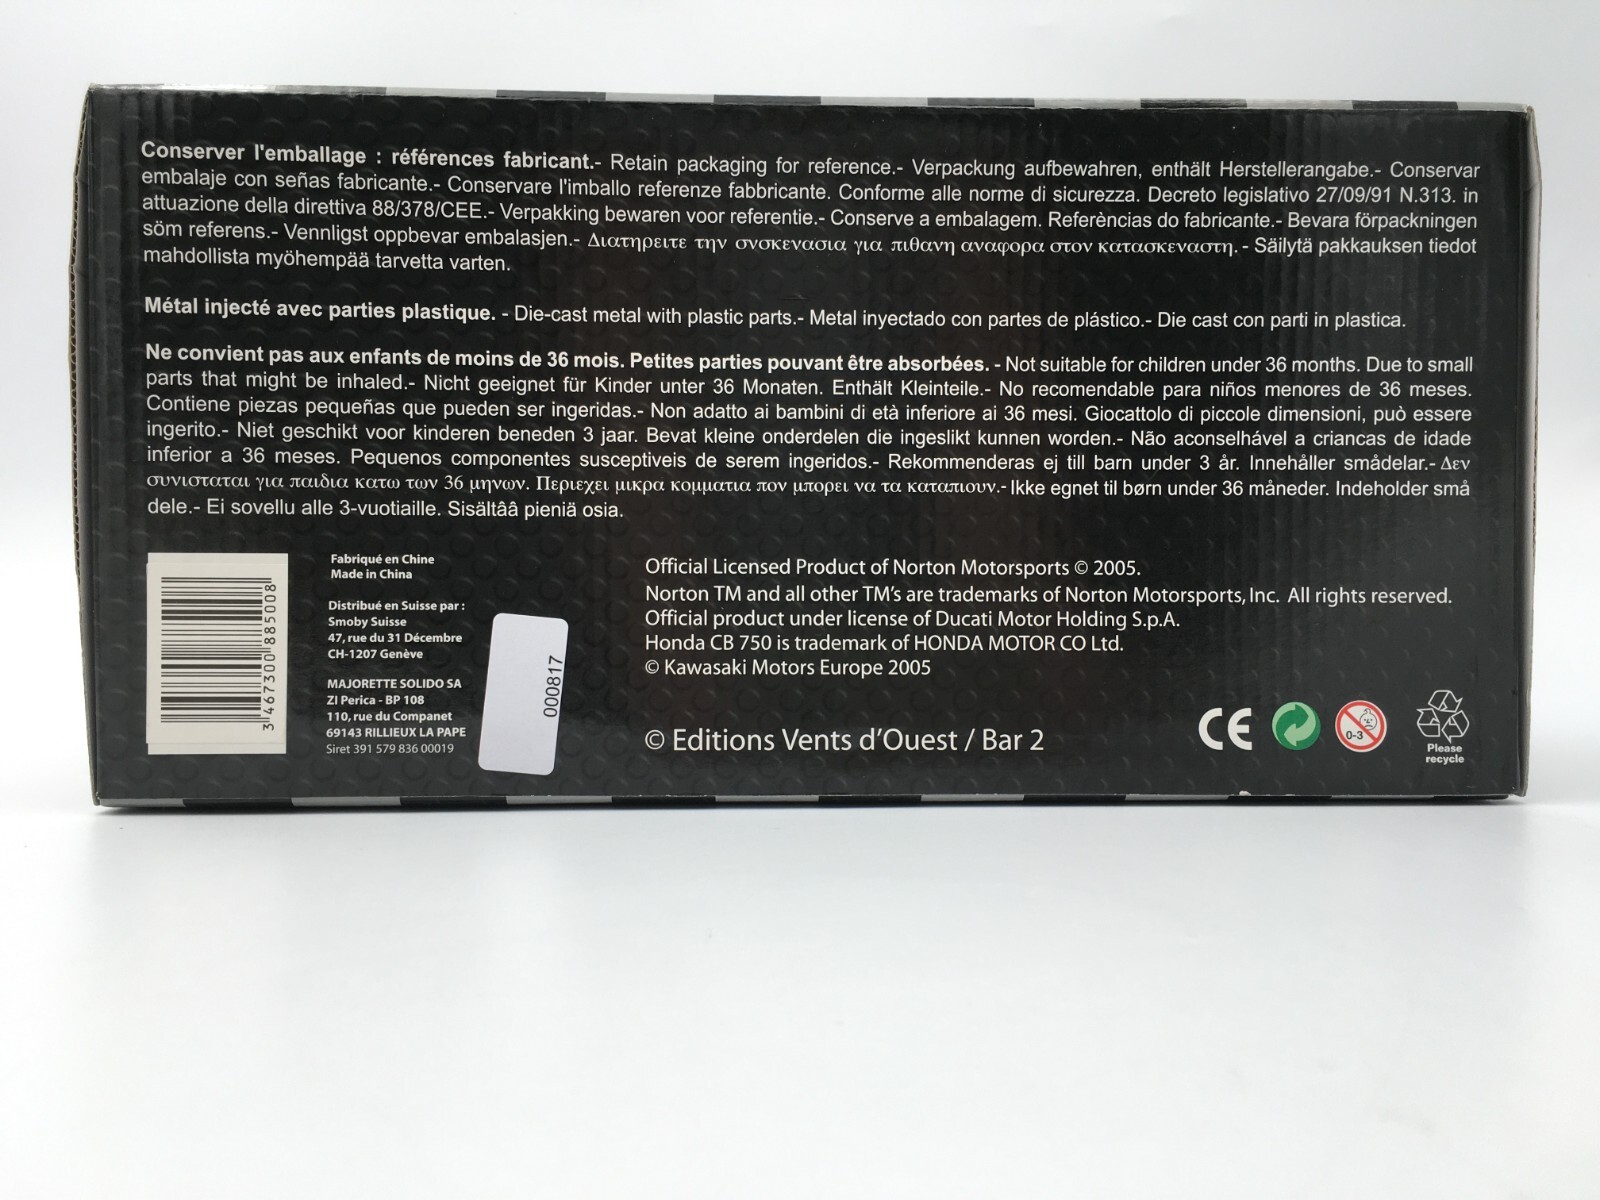 Conserver l'emballage : références fabricant.- Retain packaging for reference.- Verpackung aufbewahren, enthält Herstellerangabe.- Conservar
embalaje con señas fabricante.- Conservare l'imballo referenze fabbricante. Conforme alle norme di sicurezza. Decreto legislativo 27/09/91 N.313. in
attuazione della direttiva 88/378/CEE.- Verpakking bewaren voor referentie.- Conserve a embalagem. Referèncias do fabricante.- Bevara förpackningen
söm referens.- Vennligst oppbevar embalasjen.- Διατηρειτε την σνσκενασια για πιθανη αναφορα στον κατασκεναστη. - Säilytä pakkauksen tiedot
mahdollista myöhempää tarvetta varten.
Métal injecté avec parties plastique. - Die-cast metal with plastic parts.- Metal inyectado con partes de plástico.- Die cast con parti in plastica.
Ne convient pas aux enfants de moins de 36 mois. Petites parties pouvant être absorbées. - Not suitable for children under 36 months. Due to small
parts that might be inhaled.- Nicht geeignet für Kinder unter 36 Monaten. Enthält Kleinteile.- No recomendable para niños menores de 36 meses.
Contiene piezas pequeñas que pueden ser ingeridas.- Non adatto ai bambini di età inferiore ai 36 mesi. Giocattolo di piccole dimensioni, può essere
ingerito.- Niet geschikt voor kinderen beneden 3 jaar. Bevat kleine onderdelen die ingeslikt kunnen worden.- Não aconselhável a criancas de idade
inferior a 36 meses. Pequenos componentes susceptiveis de serem ingeridos.- Rekommenderas ej till barn under 3 år. Innehåller smådelar.- Δεν
συνισταται για παιδια κατω των 36 μηνων. Περιεχει μικρα κομματια πον μπορει να τα καταπιουν.- Ikke egnet til børn under 36 måneder. Indeholder små
dele.- Ei sovellu alle 3-vuotiaille. Sisältââ pieniä osia.
3 467300 885008
Fabriqué en Chine
Made in China
Distribué en Suisse par :
Smoby Suisse
47, rue du 31 Décembre
CH-1207 Genève
MAJORETTE SOLIDO SA
ZI Perica - BP 108
110, rue du Companet
69143 RILLIEUX LA PAPE
Siret 391 579 836 00019
000817
Official Licensed Product of Norton Motorsports © 2005.
Norton TM and all other TM's are trademarks of Norton Motorsports, Inc. All rights reserved.
Official product under license of Ducati Motor Holding S.p.A.
Honda CB 750 is trademark of HONDA MOTOR CO Ltd.
© Kawasaki Motors Europe 2005
© Editions Vents d'Ouest / Bar 2
CE
0-3
Please
recycle